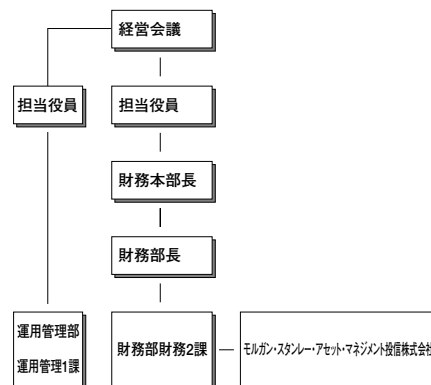 経営会議
担当役員
担当役員
財務本部長
財務部長
運用管理部
運用管理1課
財務部財務2課
モルガン・スタンレー・アセット・マネジメント投信株式会社